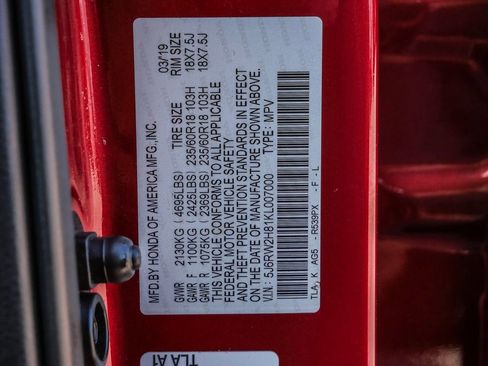 MFD.BY HONDA OF AMERICA MFG.,INC. 03/19
TIRE SIZE RIM SIZE
GVWR 2130KG (4695LBS)
GAWR F 1100KG (2425LBS) 235/60R18 103H 18X7.5J
GAWR R 1075KG (2369LBS) 235/60R18 103H 18X7.5J
THIS VEHICLE CONFORMS TO ALL APPLICABLE
FEDERAL MOTOR VEHICLE SAFETY
AND THEFT PREVENTION STANDARDS IN EFFECT
ON THE DATE OF MANUFACTURE SHOWN ABOVE.
V.I.N.: 5J6RW2H81KL007000 TYPE: MPV
TLA, K AG5 - R539PX - F - L
TLA A1